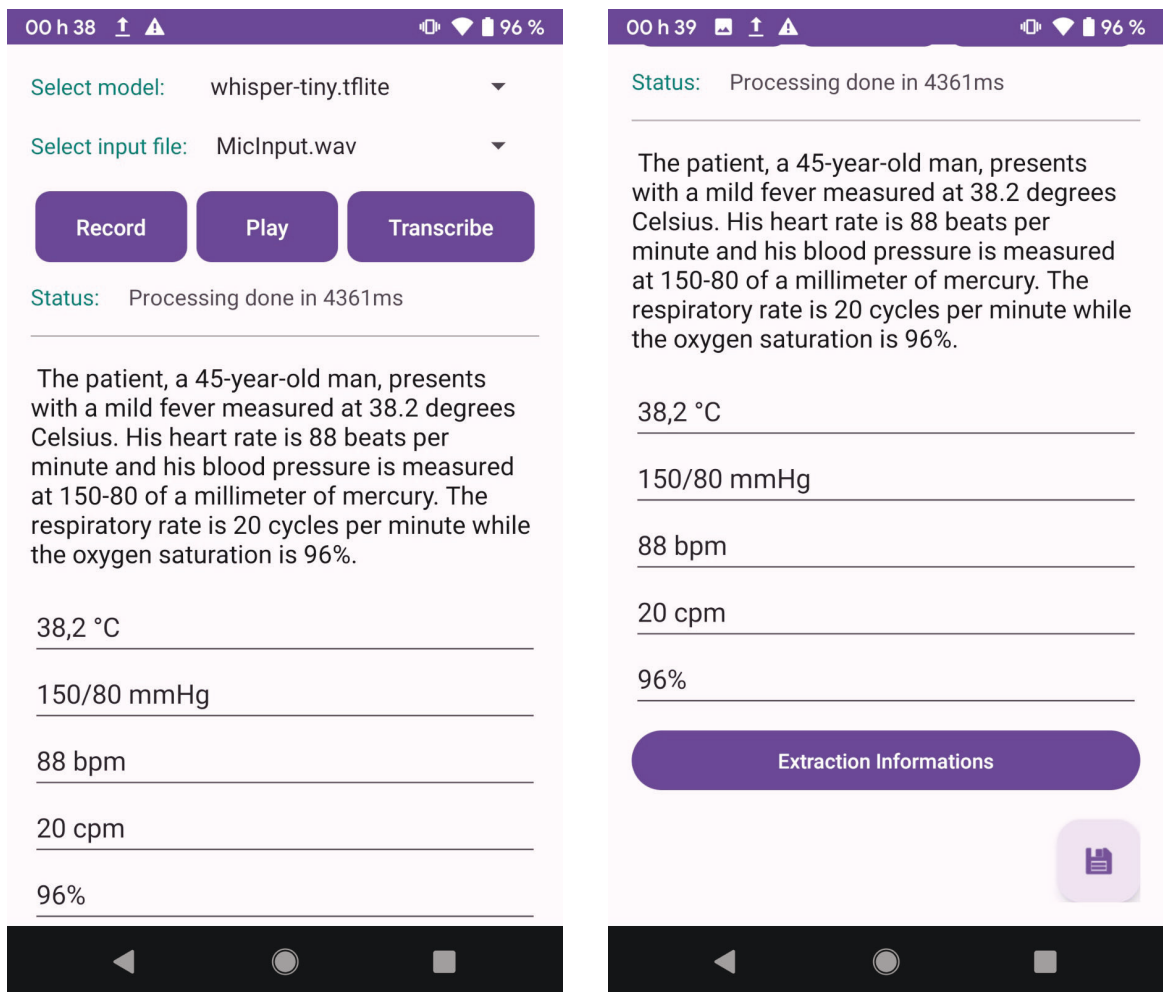 00 h 38 96 %
Select model: whisper-tiny.tflite
Select input file: MicInput.wav
Record Play Transcribe
Status: Processing done in 4361ms
The patient, a 45-year-old man, presents
with a mild fever measured at 38.2 degrees
Celsius. His heart rate is 88 beats per
minute and his blood pressure is measured
at 150-80 of a millimeter of mercury. The
respiratory rate is 20 cycles per minute while
the oxygen saturation is 96%.
38,2 °C
150/80 mmHg
88 bpm
20 cpm
96%
00 h 39 96 %
Status: Processing done in 4361ms
The patient, a 45-year-old man, presents
with a mild fever measured at 38.2 degrees
Celsius. His heart rate is 88 beats per
minute and his blood pressure is measured
at 150-80 of a millimeter of mercury. The
respiratory rate is 20 cycles per minute while
the oxygen saturation is 96%.
38,2 °C
150/80 mmHg
88 bpm
20 cpm
96%
Extraction Informations